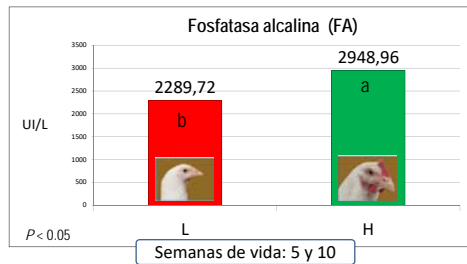 Fosfatasa alcalina (FA)
3500
3000
2500
2000
1500
1000
500
0
UI/L
2289,72
2948,96
b
a
L
H
P < 0.05
Semanas de vida: 5 y 10